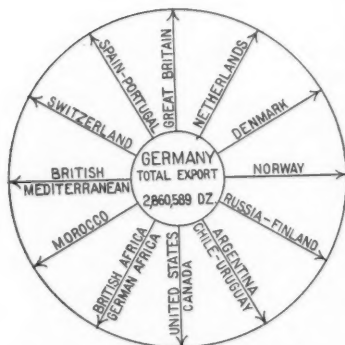 GREAT BRITAIN
NETHERLANDS
DENMARK
NORWAY
RUSSIA-FINLAND
ARGENTINA
CHILE-URUGUAY
UNITED STATES
CANADA
BRITISH AFRICA
GERMAN AFRICA
MOROCCO
BRITISH
MEDITERRANEAN
SWITZERLAND
SPAIN-PORTUGAL
GERMANY
TOTAL EXPORT
2,860,589 DZ.